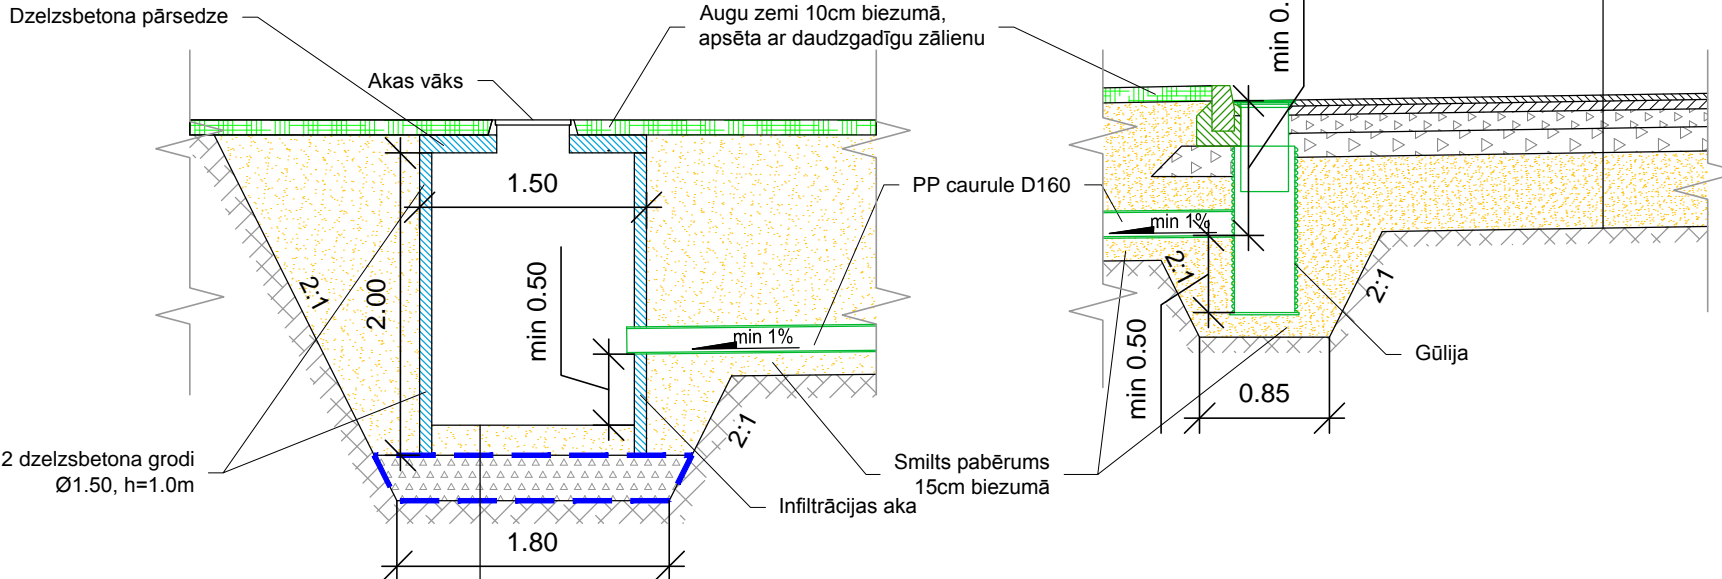 Dzelzsbetona pārsedze
Augu zemi 10cm biezumā,
apsēta ar daudzgadīgu zālienu
Akas vāks
min 0.
1.50
PP caurule D160
min 1%
2:1
2.00
min 0.50
min 1%
2:1
2:1
2:1
min 0.50
Gūlija
0.85
2 dzelzsbetona grodi
Ø1.50, h=1.0m
Smilts pabērums
15cm biezumā
Infiltrācijas aka
1.80